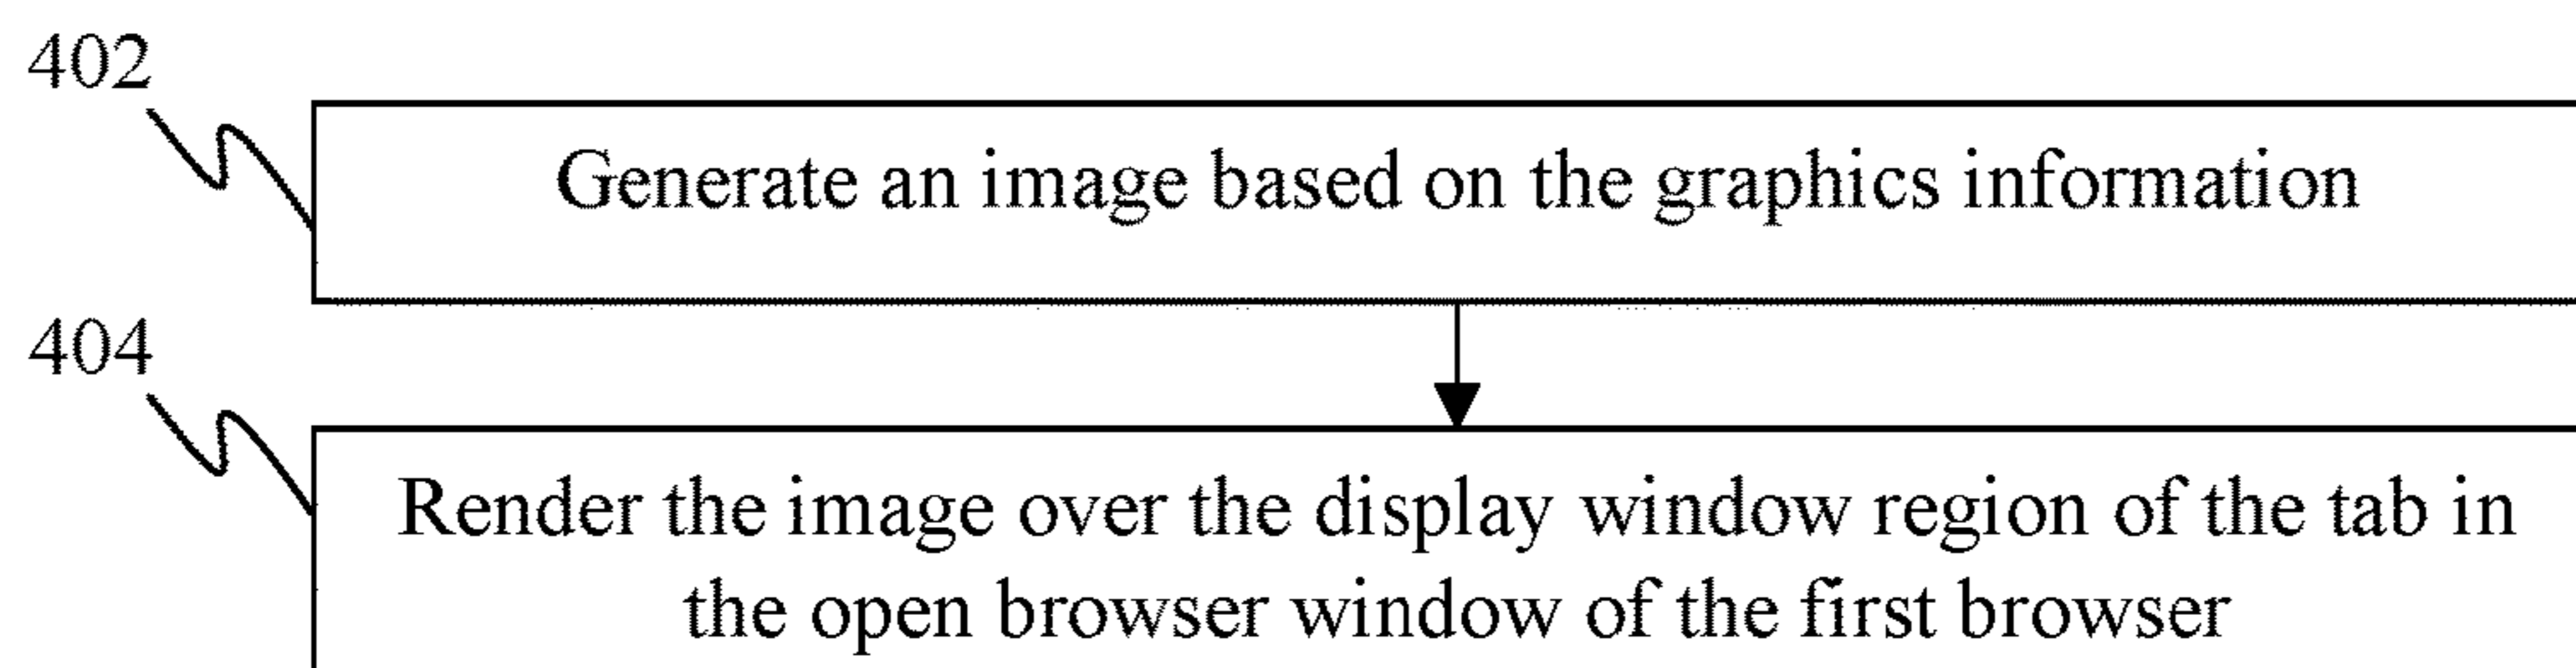 402
Generate an image based on the graphics information
404
Render the image over the display window region of the tab in
the open browser window of the first browser